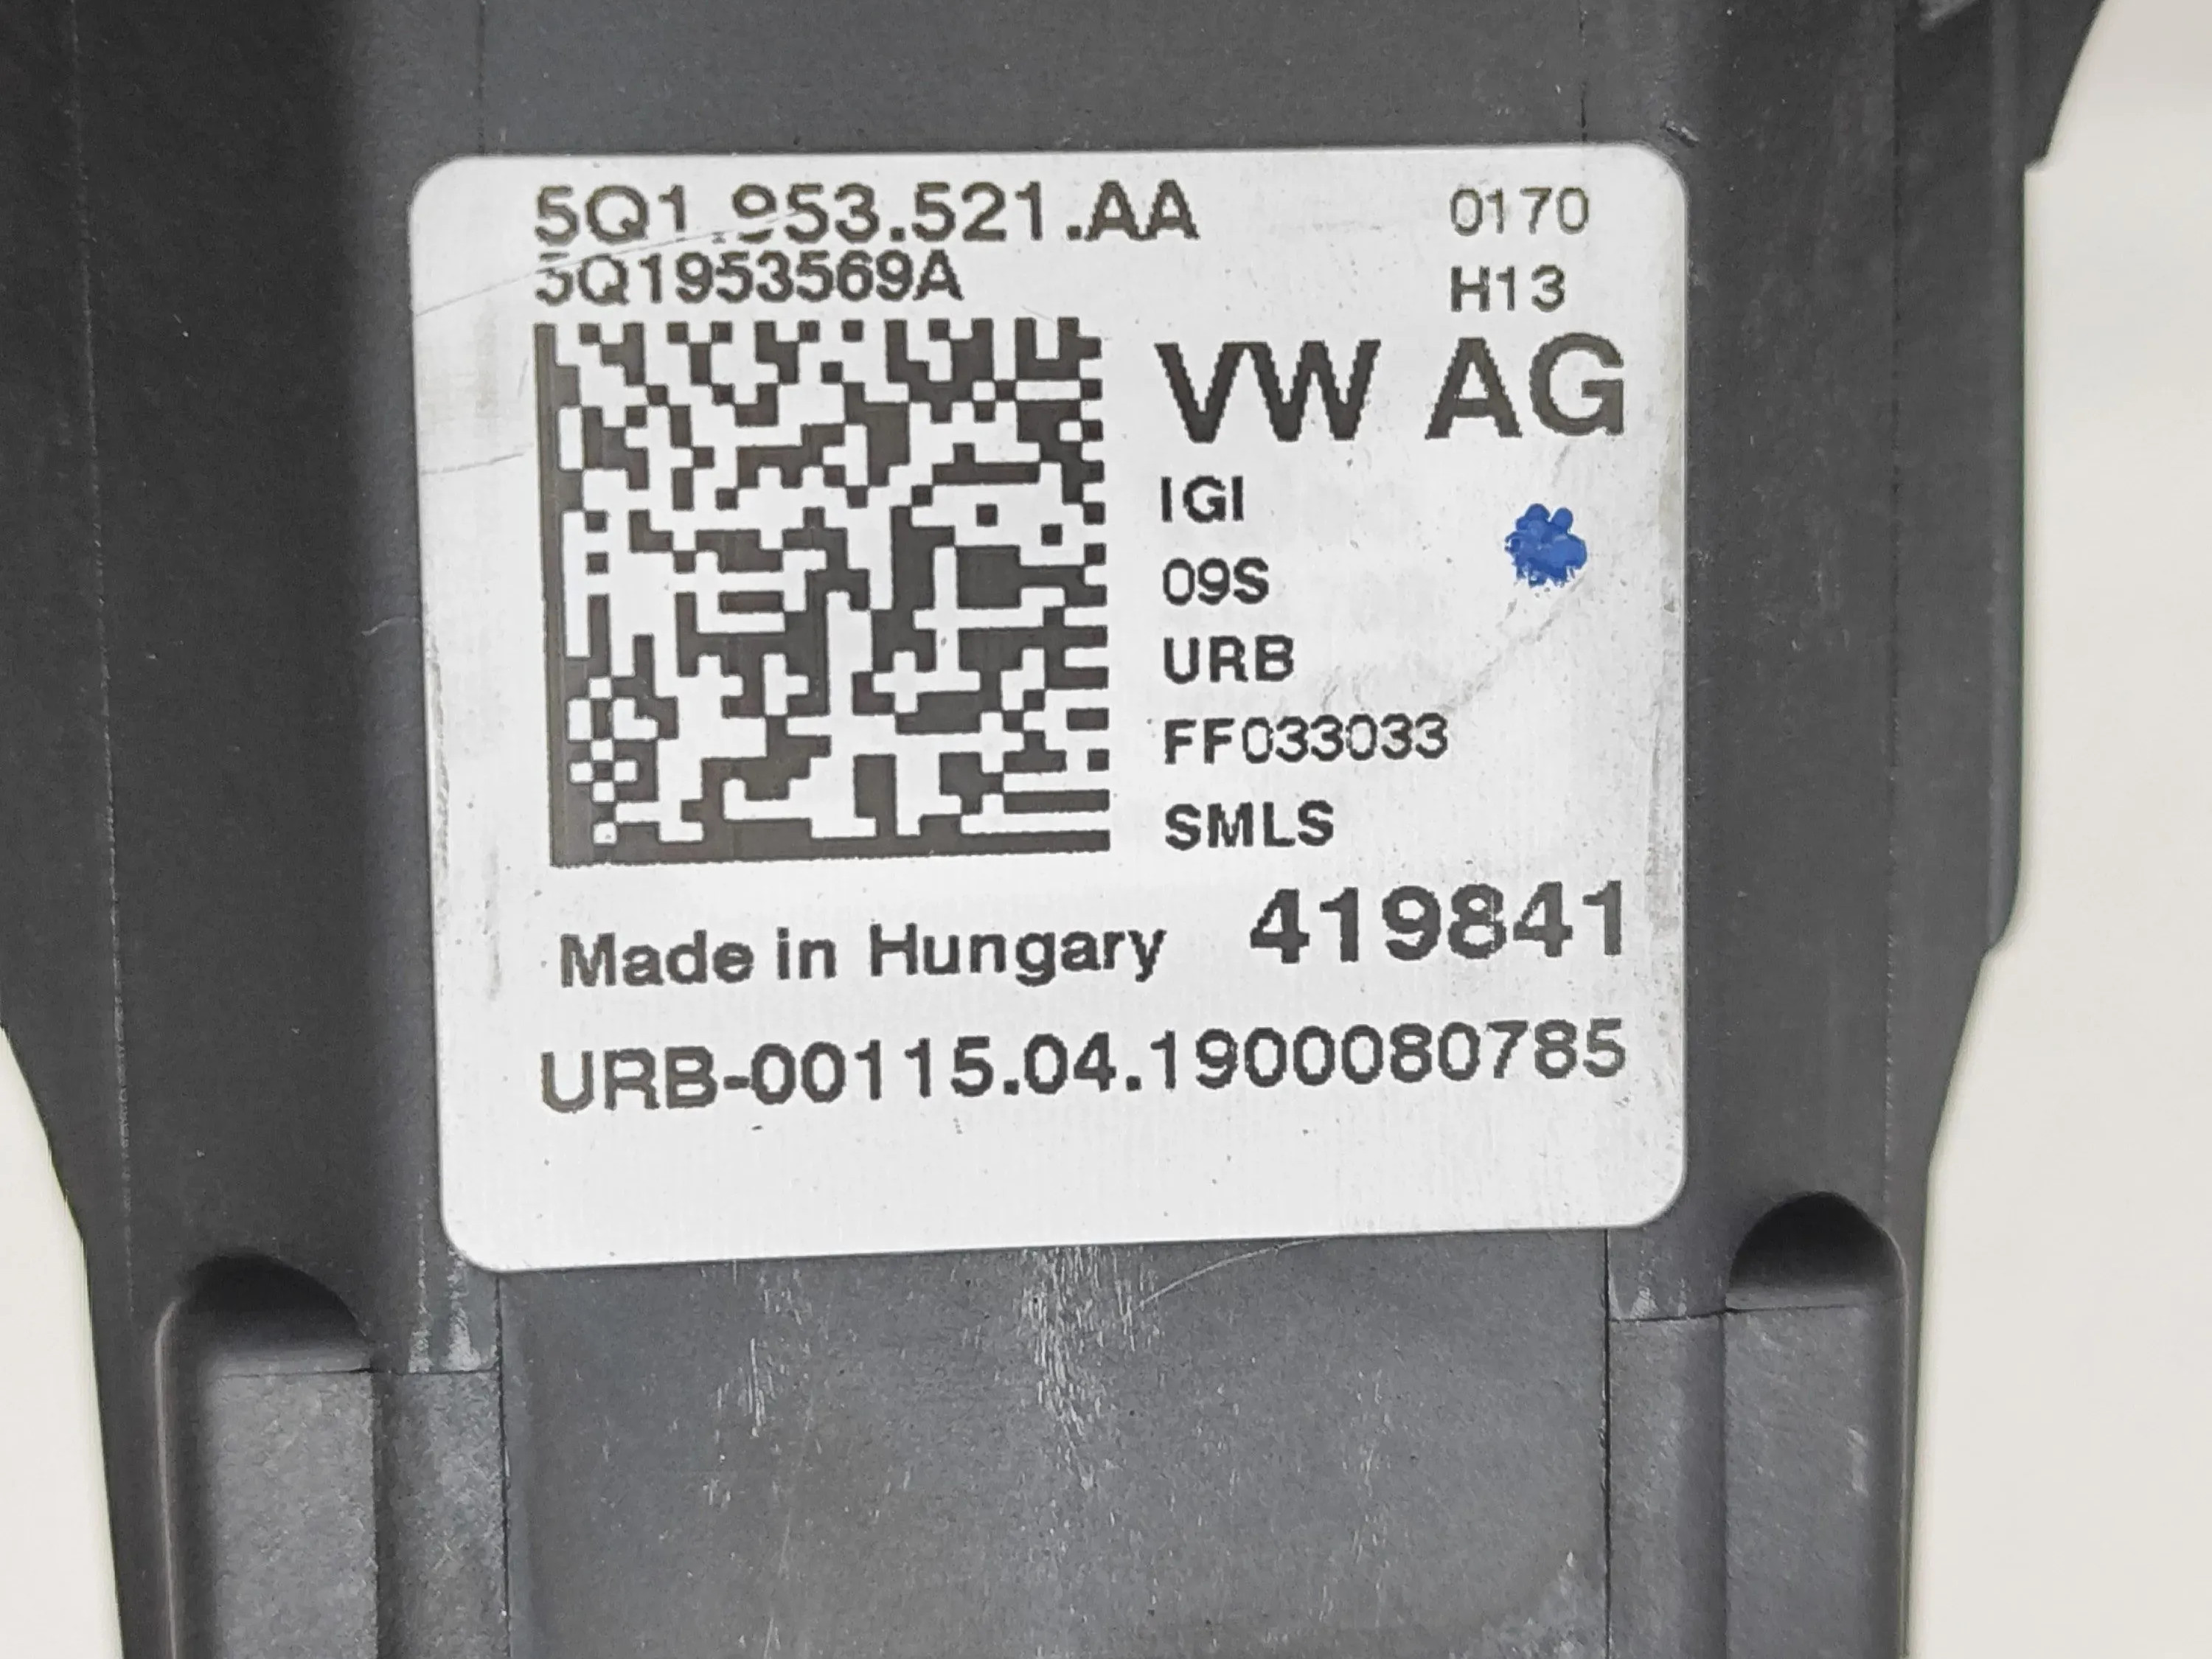 5Q1.953.521.AA 0170
5Q1953569A H13
VW AG
IGI
09S
URB
FF033033
SMLS
Made in Hungary 419841
URB-00115.04.1900080785